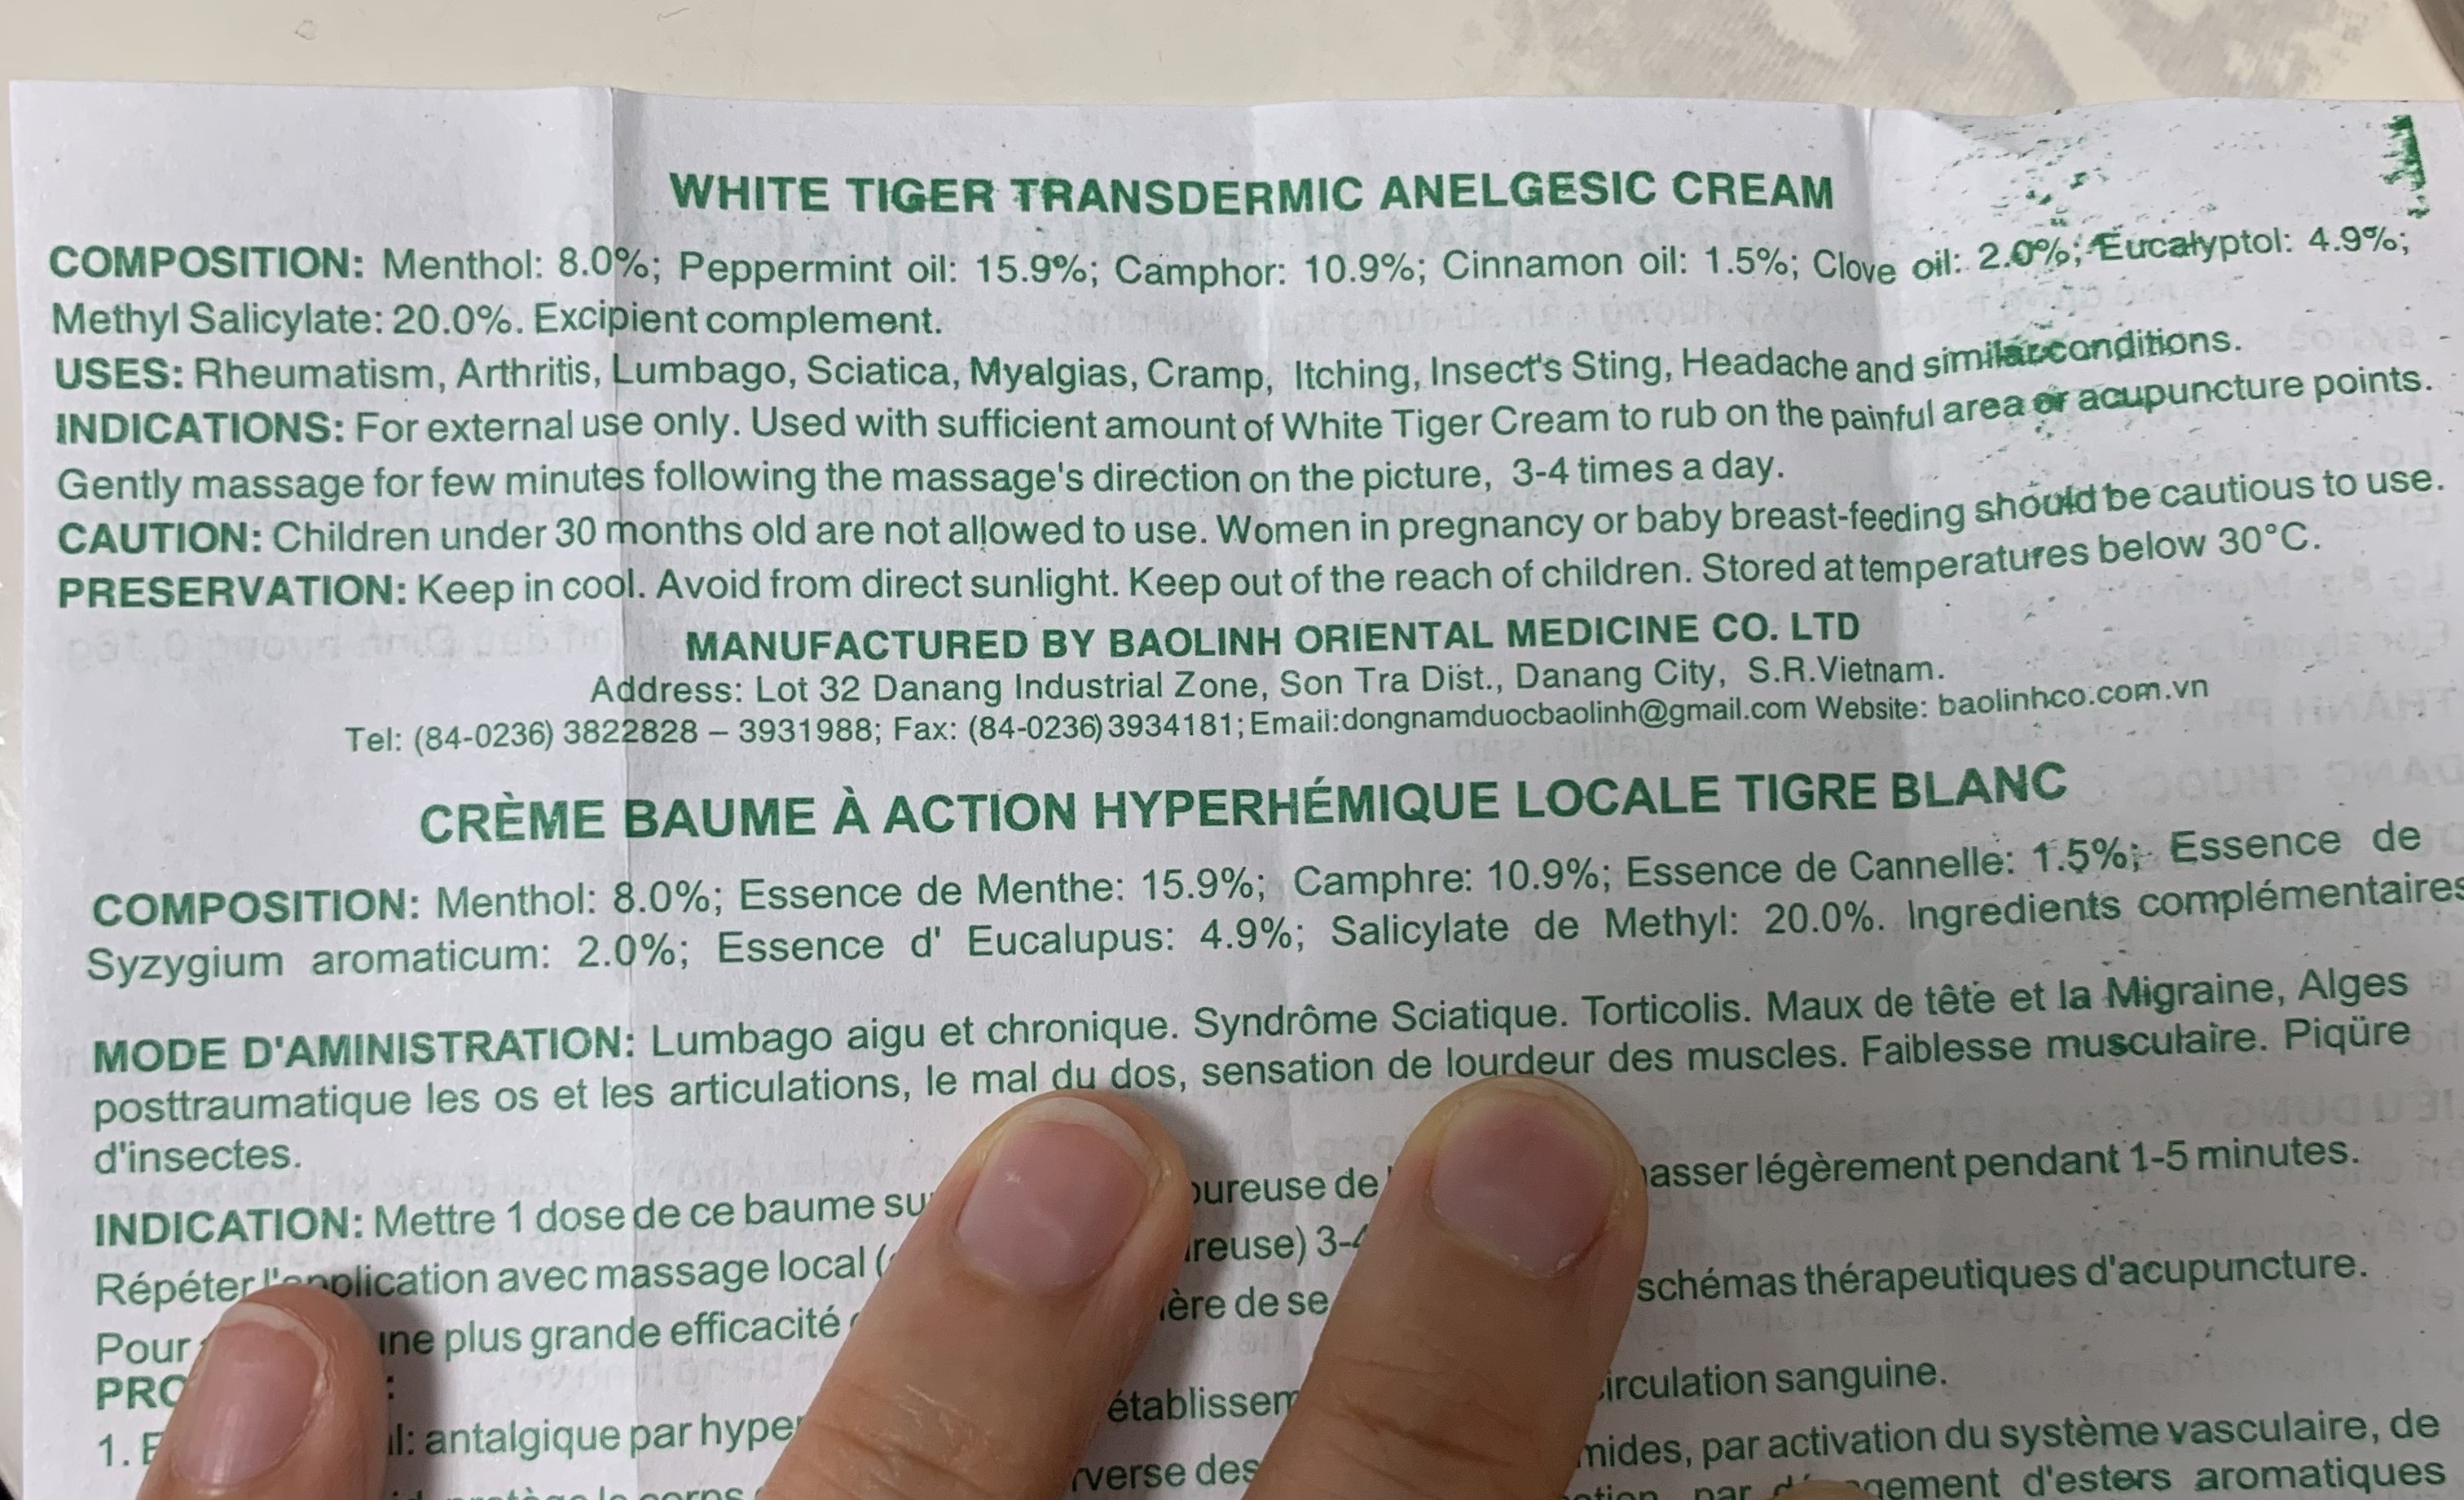 WHITE TIGER TRANSDERMIC ANELGESIC CREAM
COMPOSITION: Menthol: 8.0%; Peppermint oil: 15.9%; Camphor: 10.9%; Cinnamon oil: 1.5%; Clove oil: 2.0%; Eucalyptol: 4.9%;
Methyl Salicylate: 20.0%. Excipient complement.
USES: Rheumatism, Arthritis, Lumbago, Sciatica, Myalgias, Cramp, Itching, Insect's Sting, Headache and similar conditions.
INDICATIONS: For external use only. Used with sufficient amount of White Tiger Cream to rub on the painful area or acupuncture points.
Gently massage for few minutes following the massage's direction on the picture, 3-4 times a day.
CAUTION: Children under 30 months old are not allowed to use. Women in pregnancy or baby breast-feeding should be cautious to use.
PRESERVATION: Keep in cool. Avoid from direct sunlight. Keep out of the reach of children. Stored at temperatures below 30°C.
MANUFACTURED BY BAOLINH ORIENTAL MEDICINE CO. LTD
Address: Lot 32 Danang Industrial Zone, Son Tra Dist., Danang City, S.R.Vietnam.
Tel: (84-0236) 3822828 – 3931988; Fax: (84-0236) 3934181; Email:dongnamduocbaolinh@gmail.com Website: baolinhco.com.vn
CRÈME BAUME À ACTION HYPERHÉMIQUE LOCALE TIGRE BLANC
COMPOSITION: Menthol: 8.0%; Essence de Menthe: 15.9%; Camphre: 10.9%; Essence de Cannelle: 1.5%; Essence de
Syzygium aromaticum: 2.0%; Essence d' Eucalupus: 4.9%; Salicylate de Methyl: 20.0%. Ingredients complémentaires
MODE D'AMINISTRATION: Lumbago aigu et chronique. Syndrôme Sciatique. Torticolis. Maux de tête et la Migraine, Alges
posttraumatique les os et les articulations, le mal du dos, sensation de lourdeur des muscles. Faiblesse musculaire. Piqüre
d'insectes.
INDICATION: Mettre 1 dose de ce baume de légèrement pendant 1-5 minutes.
Répéter l'application avec massage local
Pour plus grande efficacité de schémas thérapeutiques d'acupuncture.
sanguine.
1. antalgique par par activation du système vasculaire, de
des par d'esters aromatiques